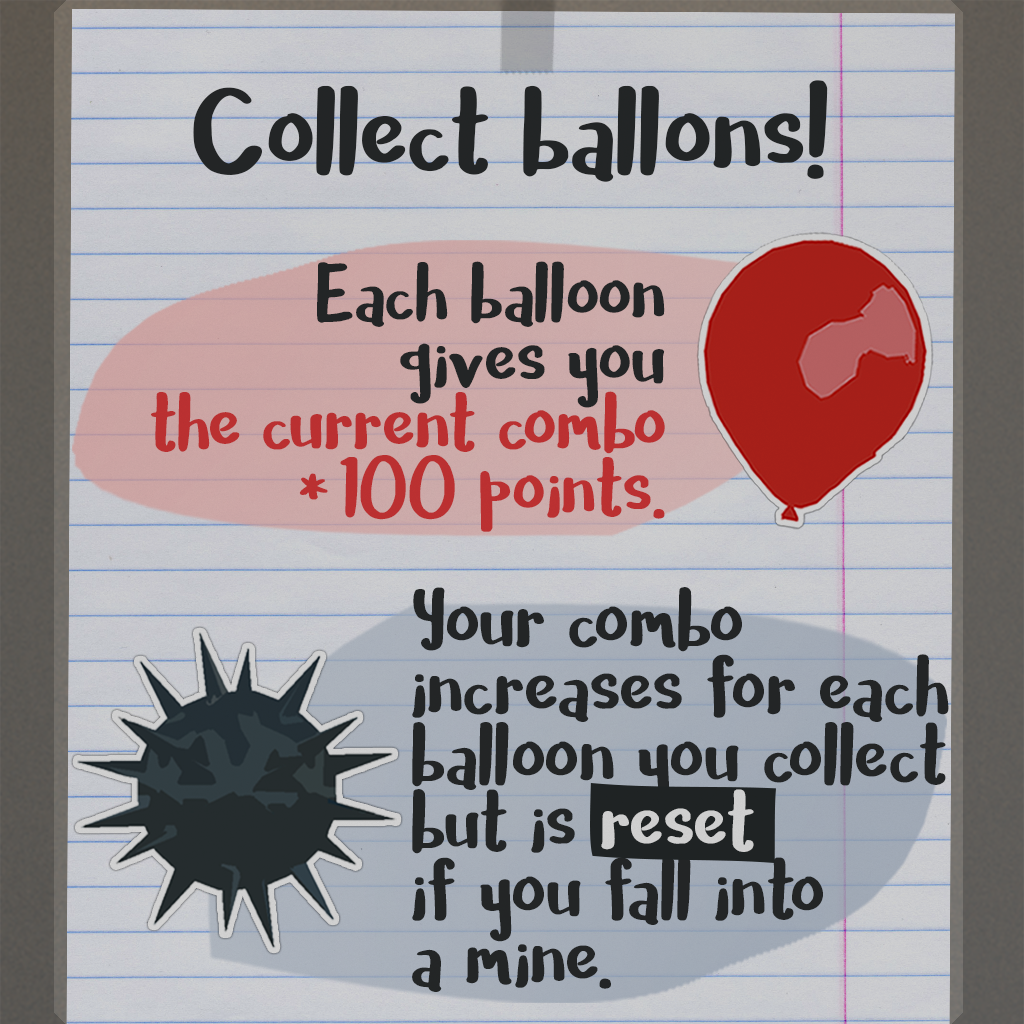 Collect ballons!
Each balloon
gives you
the current combo
*100 points.
Your combo
increases for each
balloon you collect
but is reset
if you fall into
a mine.